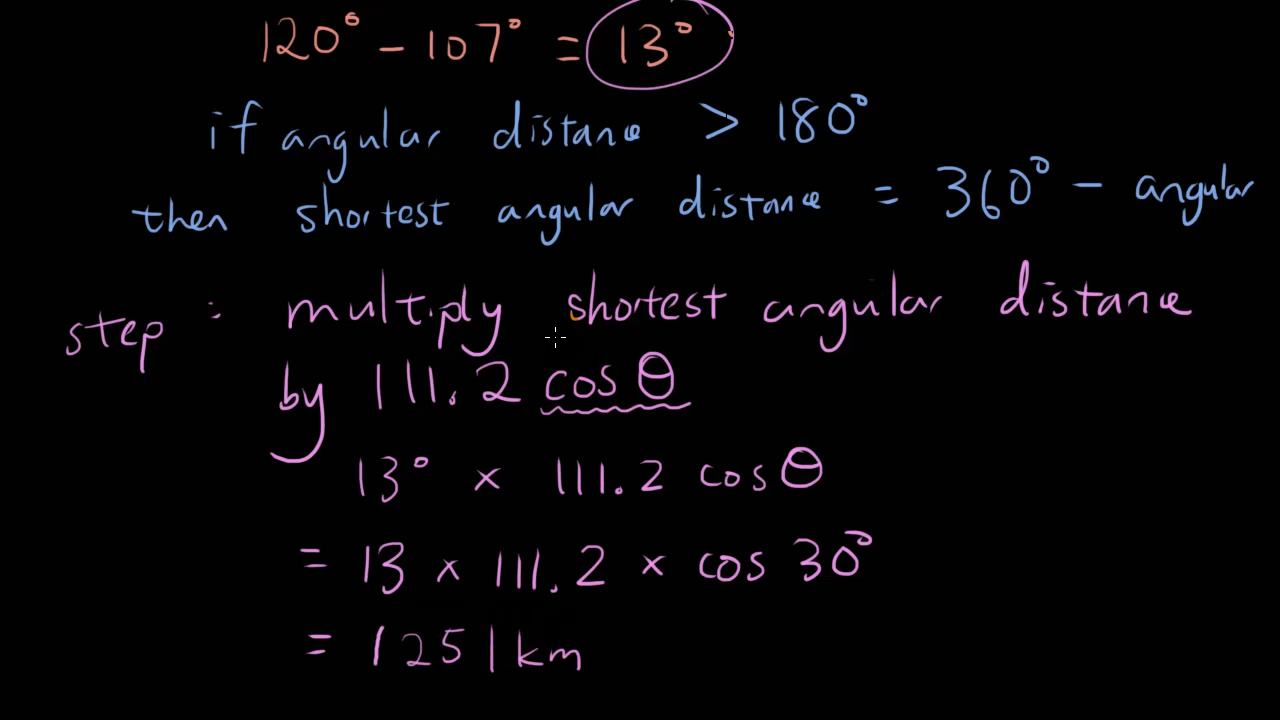 120° - 107° = 13°
if angular distance > 180°
then shortest angular distance = 360° - angular
step : multiply shortest angular distance
by 111.2 cos θ
13° × 111.2 cos θ
= 13 × 111.2 × cos 30°
= 1251 km